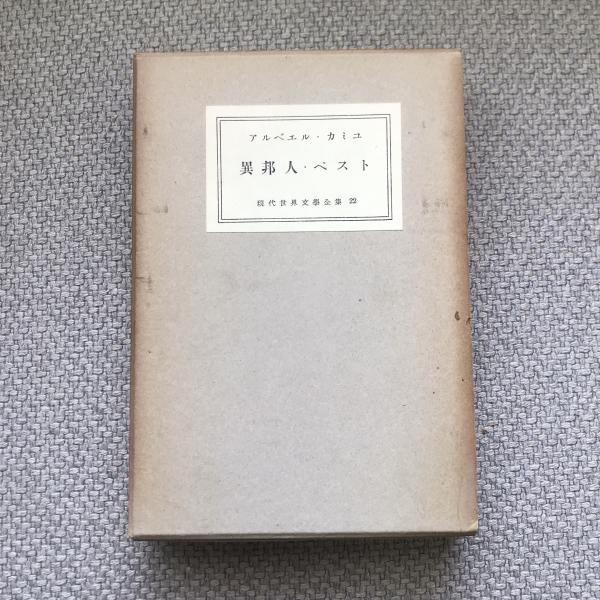 アルベエル・カミユ
異邦人・ペスト
現代世界文學全集 22